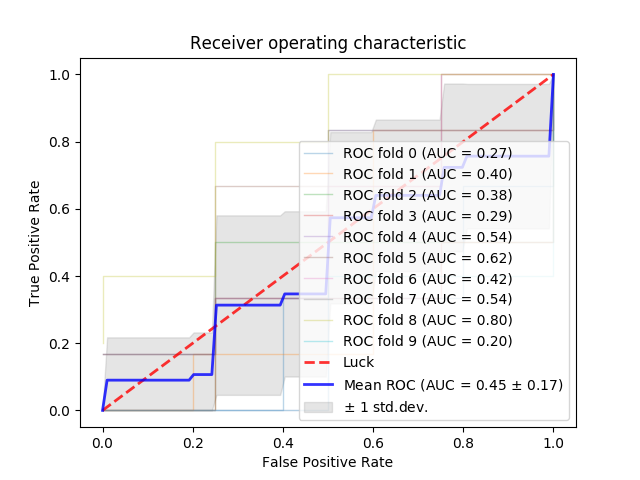 Receiver operating characteristic
True Positive Rate
1.0
0.8
0.6
0.4
0.2
0.0
ROC fold 0 (AUC = 0.27)
ROC fold 1 (AUC = 0.40)
ROC fold 2 (AUC = 0.38)
ROC fold 3 (AUC = 0.29)
ROC fold 4 (AUC = 0.54)
ROC fold 5 (AUC = 0.62)
ROC fold 6 (AUC = 0.42)
ROC fold 7 (AUC = 0.54)
ROC fold 8 (AUC = 0.80)
ROC fold 9 (AUC = 0.20)
Luck
Mean ROC (AUC = 0.45 ± 0.17)
± 1 std.dev.
0.0 0.2 0.4 0.6 0.8 1.0
False Positive Rate